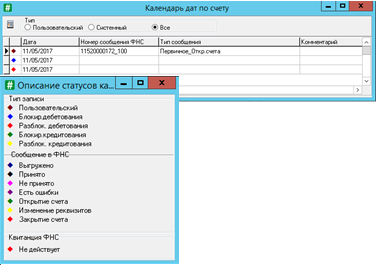 Календарь дат по счету
Тип
Пользовательский Системный Все
Дата Номер сообщения ФНС Тип сообщения Комментарий
11/05/2017 11520000172_100 Первичное_Откр.счета
11/05/2017
11/05/2017
Описание статусов ка...
Тип записи
Пользовательский
Блокир.дебетования
Разблок. дебетования
Блокир.кредитования
Разблок. кредитования
Сообщение в ФНС
Выгружено
Принято
Не принято
Есть ошибки
Открытие счета
Изменение реквизитов
Закрытие счета
Квитанция ФНС
Не действует